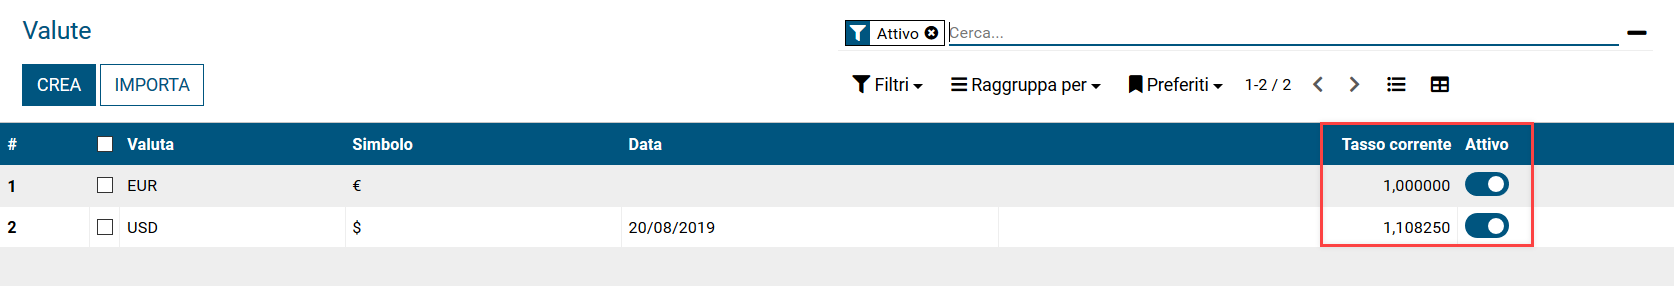 Valute
Attivo Cerca...
CREA IMPORTA
Filtri Raggruppa per Preferiti 1-2 / 2
# Valuta Simbolo Data Tasso corrente Attivo
1 EUR € 1,000000
2 USD $ 20/08/2019 1,108250